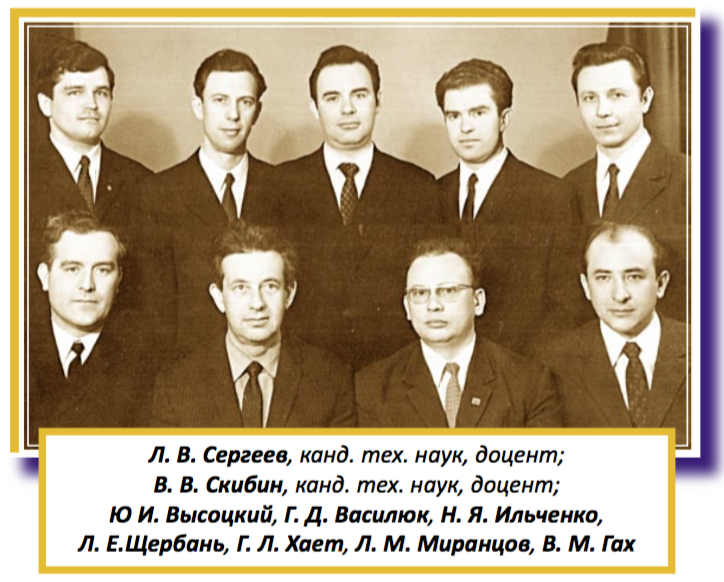 Л. В. Сергеев, канд. тех. наук, доцент;
В. В. Скибин, канд. тех. наук, доцент;
Ю И. Высоцкий, Г. Д. Василюк, Н. Я. Ильченко,
Л. Е.Щербань, Г. Л. Хает, Л. М. Миранцов, В. М. Гах